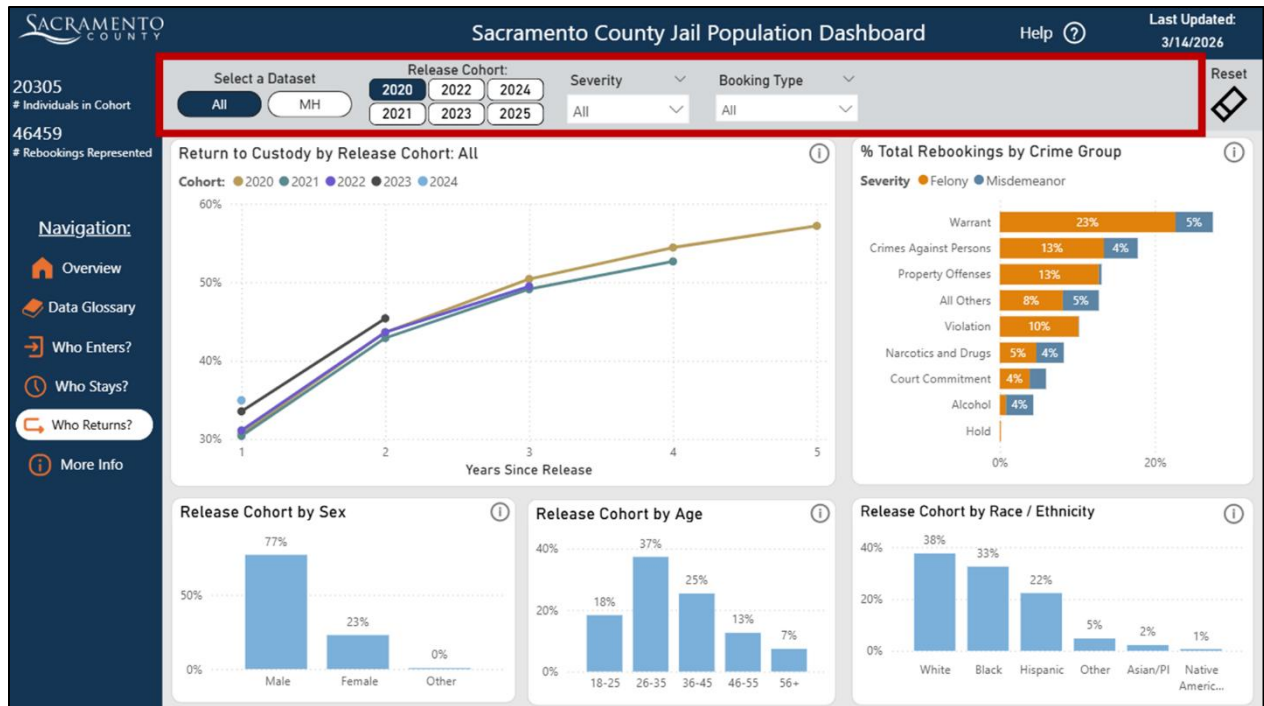 SACRAMENTO
COUNTY
Sacramento County Jail Population Dashboard
Help ?
Last Updated:
3/14/2026
20305
# Individuals in Cohort
46459
# Rebookings Represented
Navigation:
Overview
Data Glossary
Who Enters?
Who Stays?
Who Returns?
More Info
Select a Dataset
All MH
Release Cohort:
2020 2022 2024
2021 2023 2025
Severity
All
Booking Type
All
Reset
Return to Custody by Release Cohort: All
Cohort: 2020 2021 2022 2023 2024
60%
50%
40%
30%
1 2 3 4 5
Years Since Release
% Total Rebookings by Crime Group
Severity Felony Misdemeanor
Warrant 23% 5%
Crimes Against Persons 13% 4%
Property Offenses 13%
All Others 8% 5%
Violation 10%
Narcotics and Drugs 5% 4%
Court Commitment 4%
Alcohol 4%
Hold
0% 20%
Release Cohort by Sex
77%
50%
23%
0%
0%
Male Female Other
Release Cohort by Age
40%
37%
25%
18%
20%
13%
7%
0%
18-25 26-35 36-45 46-55 56+
Release Cohort by Race / Ethnicity
38%
40%
33%
22%
20%
5%
2%
1%
0%
White Black Hispanic Other Asian/PI Native
Americ...